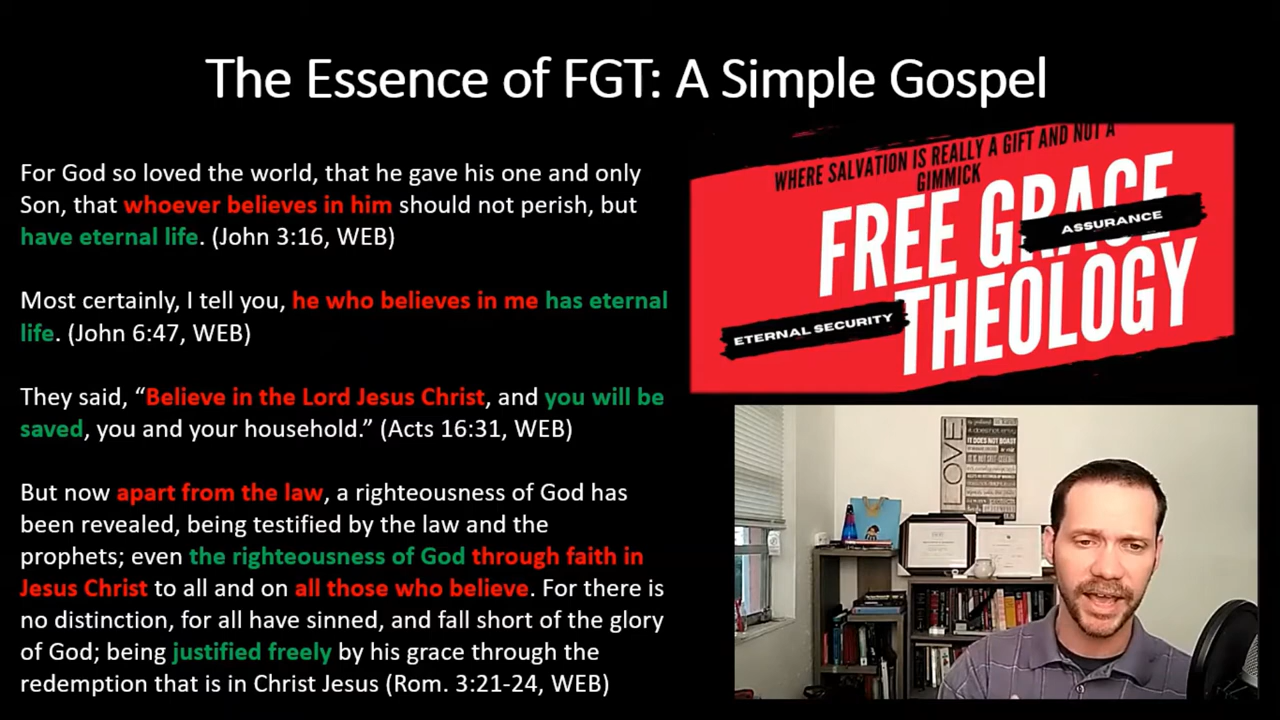 The Essence of FGT: A Simple Gospel
For God so loved the world, that he gave his one and only
Son, that whoever believes in him should not perish, but
have eternal life. (John 3:16, WEB)
Most certainly, I tell you, he who believes in me has eternal
life. (John 6:47, WEB)
They said, “Believe in the Lord Jesus Christ, and you will be
saved, you and your household.” (Acts 16:31, WEB)
But now apart from the law, a righteousness of God has
been revealed, being testified by the law and the
prophets; even the righteousness of God through faith in
Jesus Christ to all and on all those who believe. For there is
no distinction, for all have sinned, and fall short of the glory
of God; being justified freely by his grace through the
redemption that is in Christ Jesus (Rom. 3:21-24, WEB)
WHERE SALVATION IS REALLY A GIFT AND NOT A
GIMMICK
FREE GRACE
ASSURANCE
THEOLOGY
ETERNAL SECURITY
LOVE
IT DOES NOT BOAST